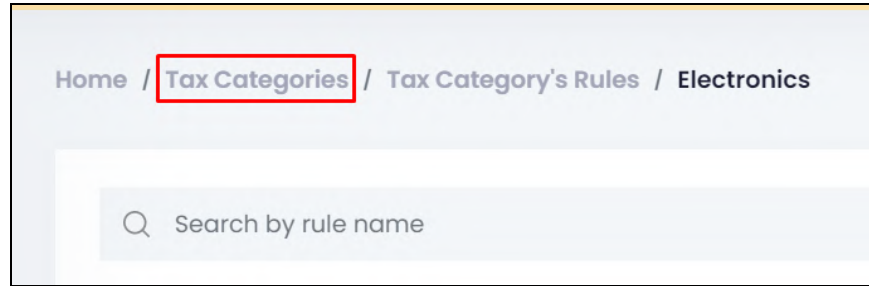 Home / Tax Categories / Tax Category's Rules / Electronics
Search by rule name